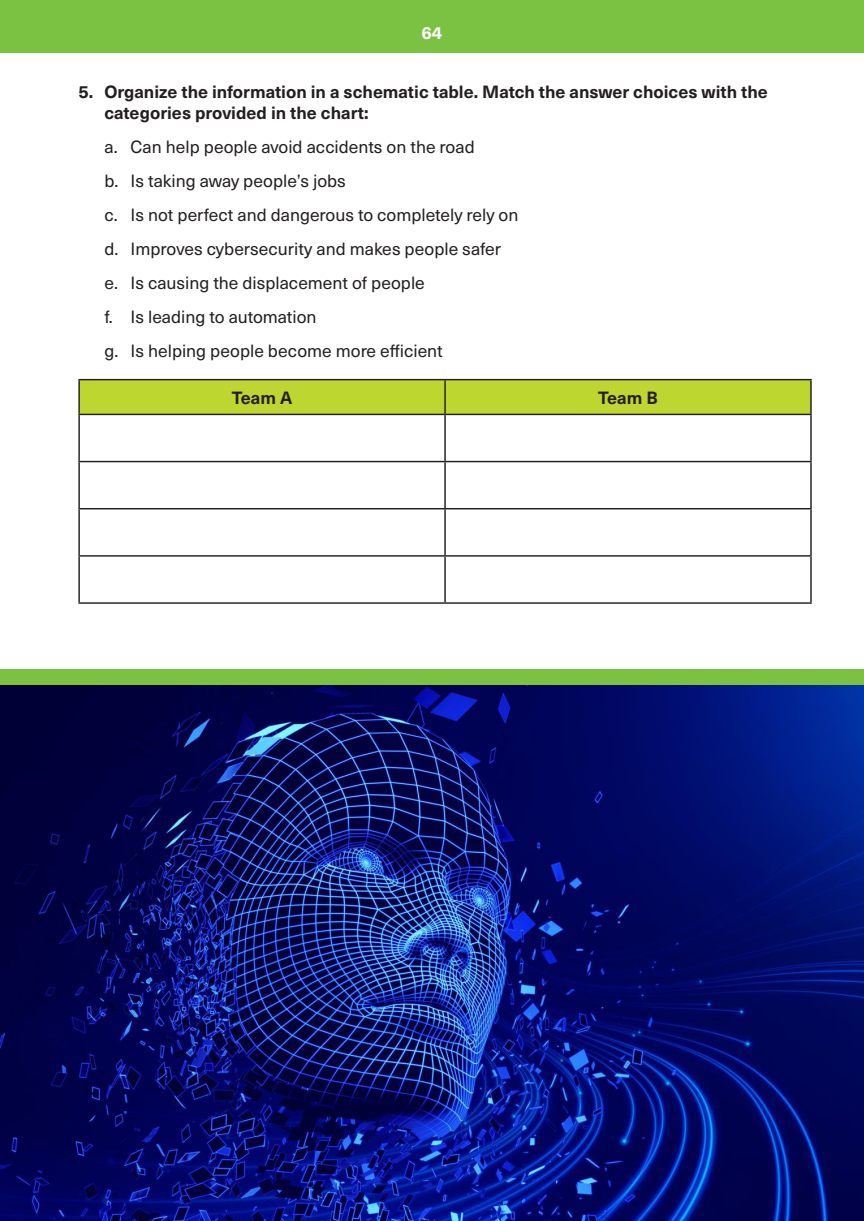 64
5. Organize the information in a schematic table. Match the answer choices with the
categories provided in the chart:
a. Can help people avoid accidents on the road
b. Is taking away people's jobs
c. Is not perfect and dangerous to completely rely on
d. Improves cybersecurity and makes people safer
e. Is causing the displacement of people
f. Is leading to automation
g. Is helping people become more efficient
Team A Team B